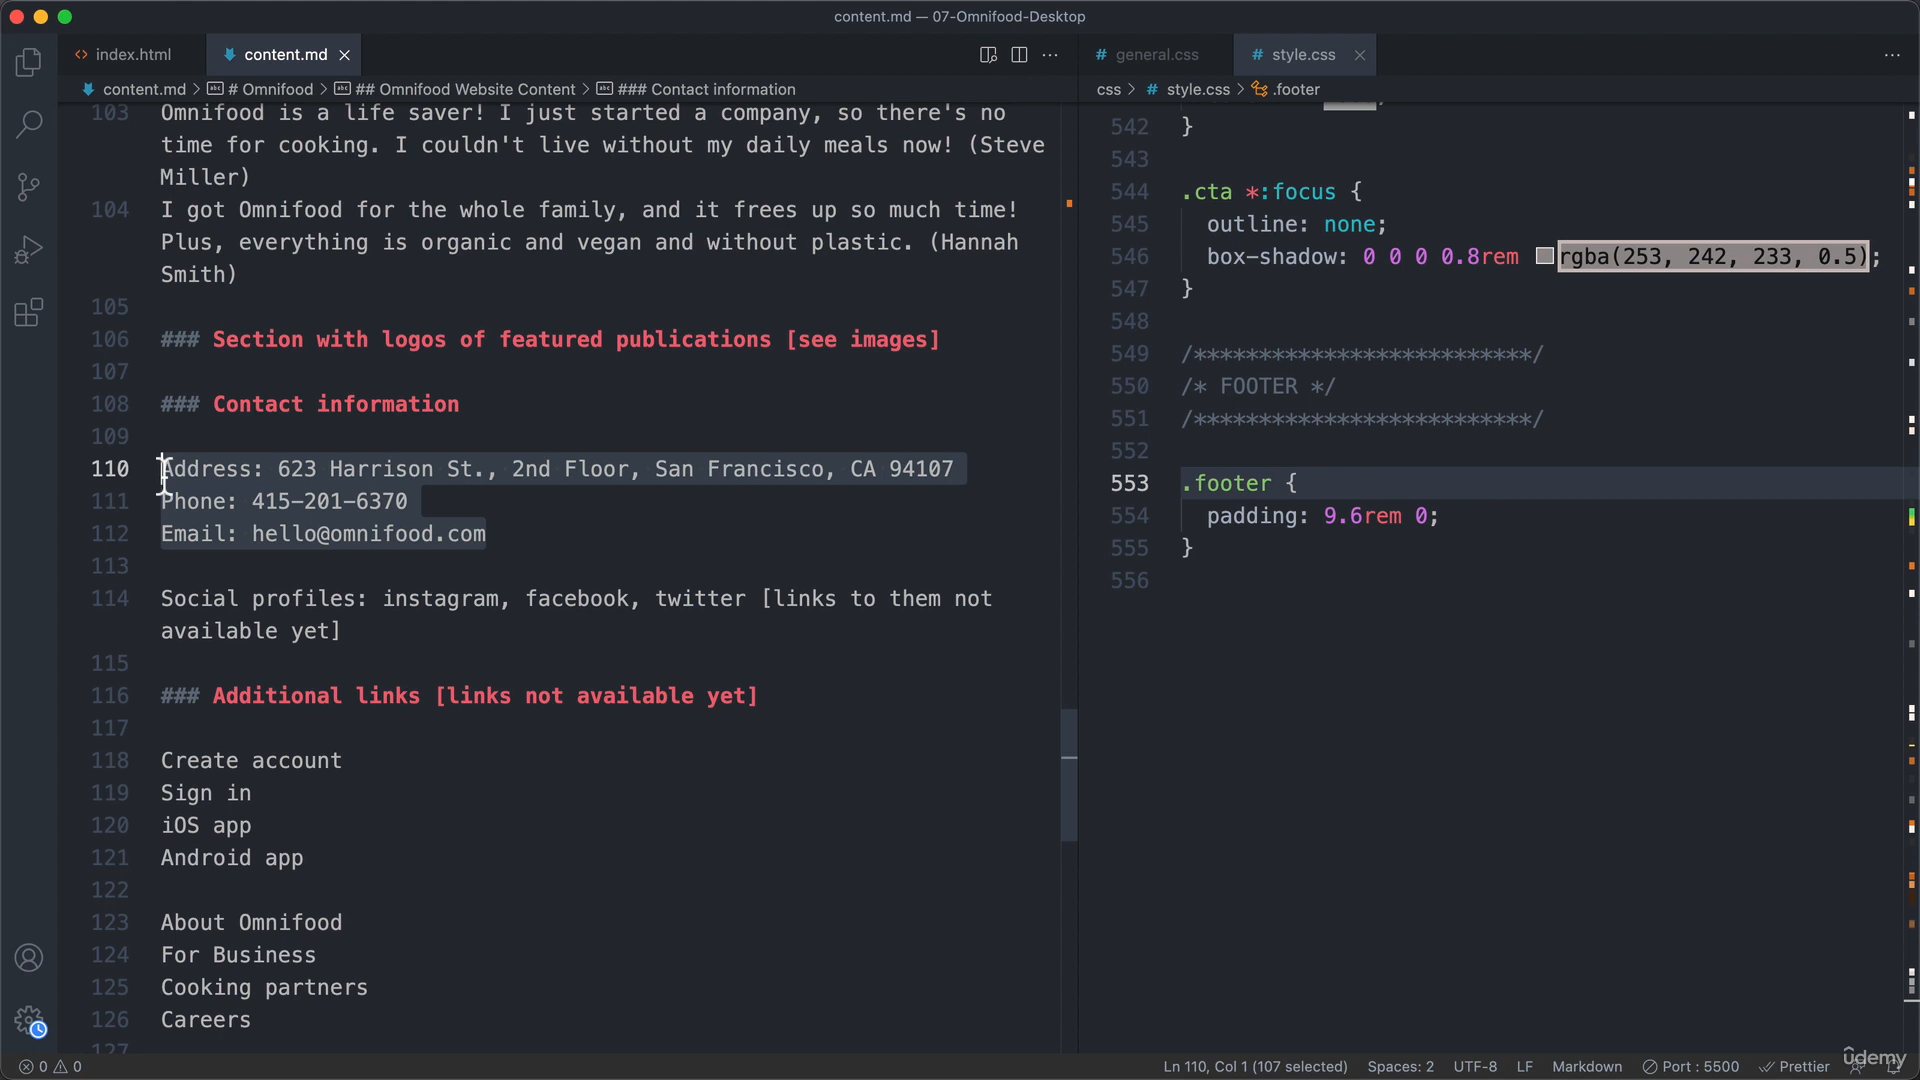 content.md — 07-Omnifood-Desktop
index.html
content.md
content.md > # Omnifood > ## Omnifood Website Content > ### Contact information
103 Omnifood is a life saver! I just started a company, so there's no
time for cooking. I couldn't live without my daily meals now! (Steve
Miller)
104 I got Omnifood for the whole family, and it frees up so much time!
Plus, everything is organic and vegan and without plastic. (Hannah
Smith)
105
106 ### Section with logos of featured publications [see images]
107
108 ### Contact information
109
110 Address: 623 Harrison St., 2nd Floor, San Francisco, CA 94107
111 Phone: 415-201-6370
112 Email: hello@omnifood.com
113
114 Social profiles: instagram, facebook, twitter [links to them not
available yet]
115
116 ### Additional links [links not available yet]
117
118 Create account
119 Sign in
120 iOS app
121 Android app
122
123 About Omnifood
124 For Business
125 Cooking partners
126 Careers
127
# general.css
# style.css
css > # style.css > .footer
542 }
543
544 .cta *:focus {
545 outline: none;
546 box-shadow: 0 0 0 0.8rem rgba(253, 242, 233, 0.5);
547 }
548
549 /**************************/
550 /* FOOTER */
551 /**************************/
552
553 .footer {
554 padding: 9.6rem 0;
555 }
556
0 0
Ln 110, Col 1 (107 selected) Spaces: 2 UTF-8 LF Markdown Port : 5500 Prettier
ûdemy